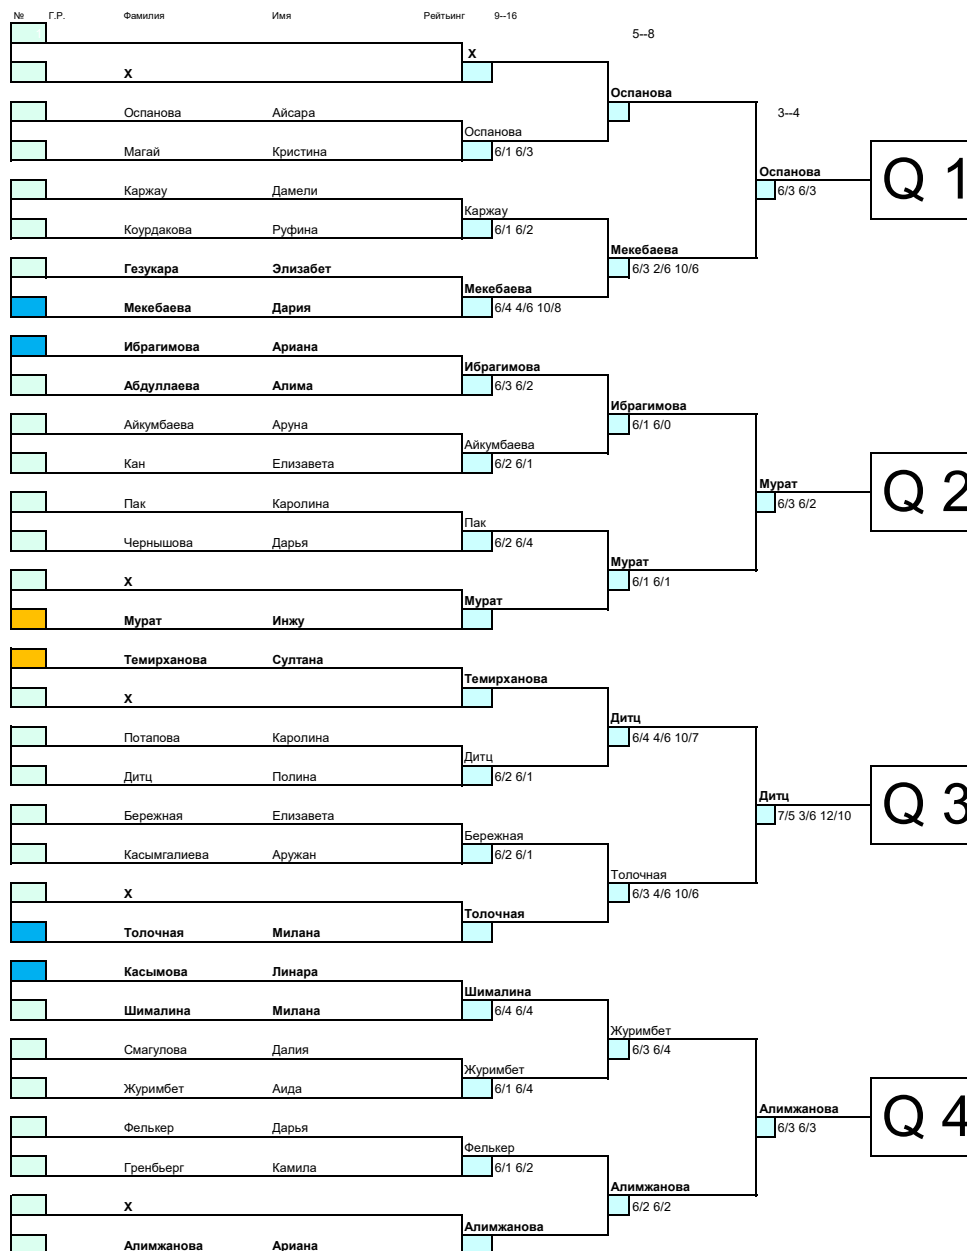 № Г.Р. Фамилия Имя Рейтьинг 9--16
5--8
X
X
Оспанова
Оспанова Айсара 3--4
Оспанова
Магай Кристина 6/1 6/3
Оспанова Q 1
Каржау Дамели 6/3 6/3
Каржау
Коурдакова Руфина 6/1 6/2
Мекебаева
Гезукара Элизабет 6/3 2/6 10/6
Мекебаева
Мекебаева Дария 6/4 4/6 10/8
Ибрагимова Ариана
Ибрагимова
Абдуллаева Алима 6/3 6/2
Ибрагимова
Айкумбаева Аруна 6/1 6/0
Айкумбаева
Кан Елизавета 6/2 6/1
Мурат Q 2
Пак Каролина 6/3 6/2
Пак
Чернышова Дарья 6/2 6/4
Мурат
X 6/1 6/1
Мурат
Мурат Инжу
Темирханова Султана
Темирханова
X
Дитц
Потапова Каролина 6/4 4/6 10/7
Дитц
Дитц Полина 6/2 6/1
Дитц Q 3
Бережная Елизавета 7/5 3/6 12/10
Бережная
Касымгалиева Аружан 6/2 6/1
Толочная
X 6/3 4/6 10/6
Толочная
Толочная Милана
Касымова Линара
Шималина
Шималина Милана 6/4 6/4
Журимбет
Смагулова Далия 6/3 6/4
Журимбет
Журимбет Аида 6/1 6/4
Алимжанова Q 4
Фелькер Дарья 6/3 6/3
Фелькер
Гренбьерг Камила 6/1 6/2
Алимжанова
X 6/2 6/2
Алимжанова
Алимжанова Ариана